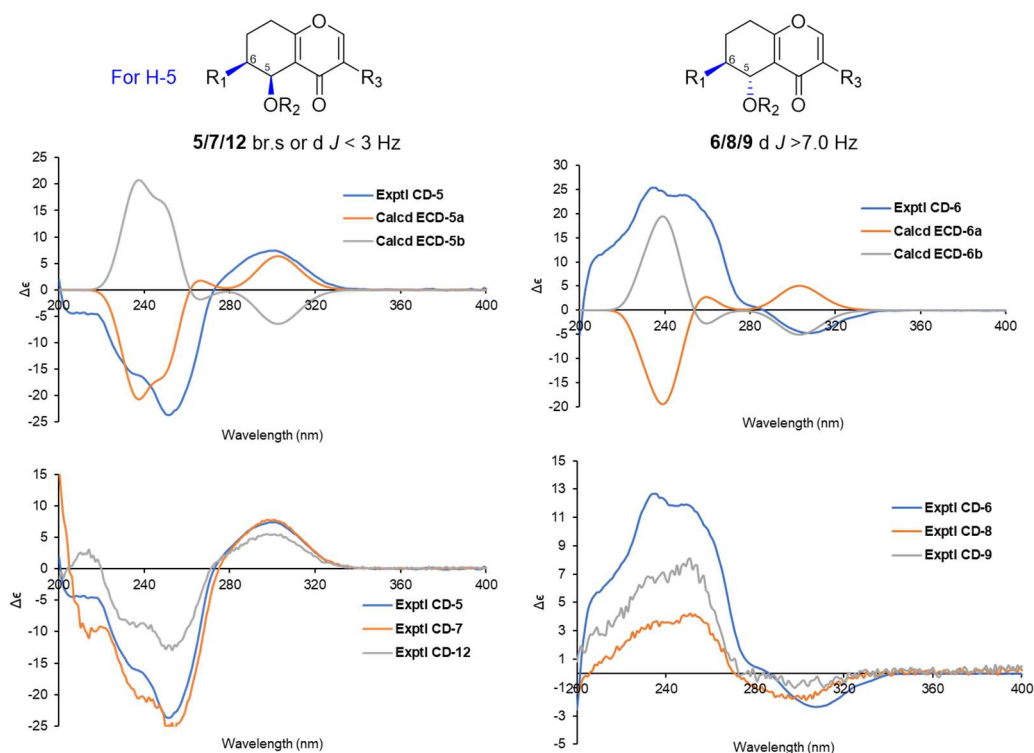 For H-5
R1 6 5 OR2 O O R3
R1 6 5 OR2 O O R3
5/7/12 br.s or d J < 3 Hz
6/8/9 d J >7.0 Hz
25
20
15
10
5
0
-5
-10
-15
-20
-25
200 240 280 320 360 400
Δϵ
Wavelength (nm)
Exptl CD-5
Calcd ECD-5a
Calcd ECD-5b
30
25
20
15
10
5
0
-5
-10
-15
-20
200 240 280 320 360 400
Δϵ
Wavelength (nm)
Exptl CD-6
Calcd ECD-6a
Calcd ECD-6b
15
10
5
0
-5
-10
-15
-20
-25
200 240 280 320 360 400
Δϵ
Wavelength (nm)
Exptl CD-5
Exptl CD-7
Exptl CD-12
15
13
11
9
7
5
3
1
-1
-3
-5
200 240 280 320 360 400
Δϵ
Wavelength (nm)
Exptl CD-6
Exptl CD-8
Exptl CD-9